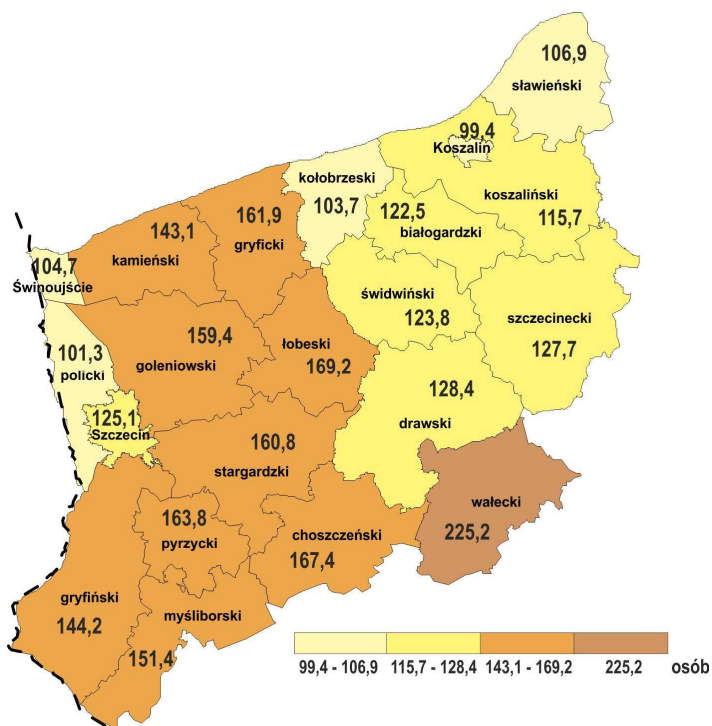 106,9
sławieński
99,4
Koszalin
kołobrzeski
103,7
koszaliński
115,7
122,5
białogardzki
161,9
gryficki
143,1
kamieński
104,7
Świnoujście
świdwiński
123,8
szczecinecki
127,7
159,4
goleniowski
łobeski
169,2
101,3
policki
128,4
drawski
125,1
Szczecin
160,8
stargardzki
wałecki
225,2
163,8
pyrzycki
choszczeński
167,4
gryfiński
144,2
myśliborski
151,4
99,4 - 106,9 115,7 - 128,4 143,1 - 169,2 225,2 osób